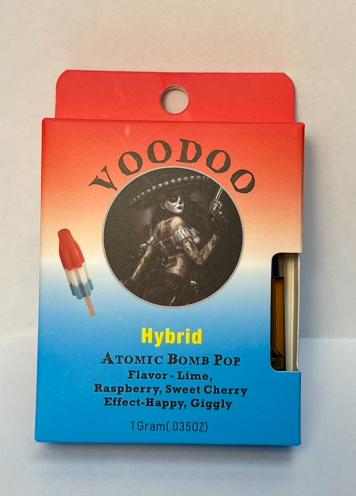 VOODOO
Hybrid
ATOMIC BOMB POP
Flavor - Lime,
Raspberry, Sweet Cherry
Effect-Happy, Giggly
1Gram(.035OZ)